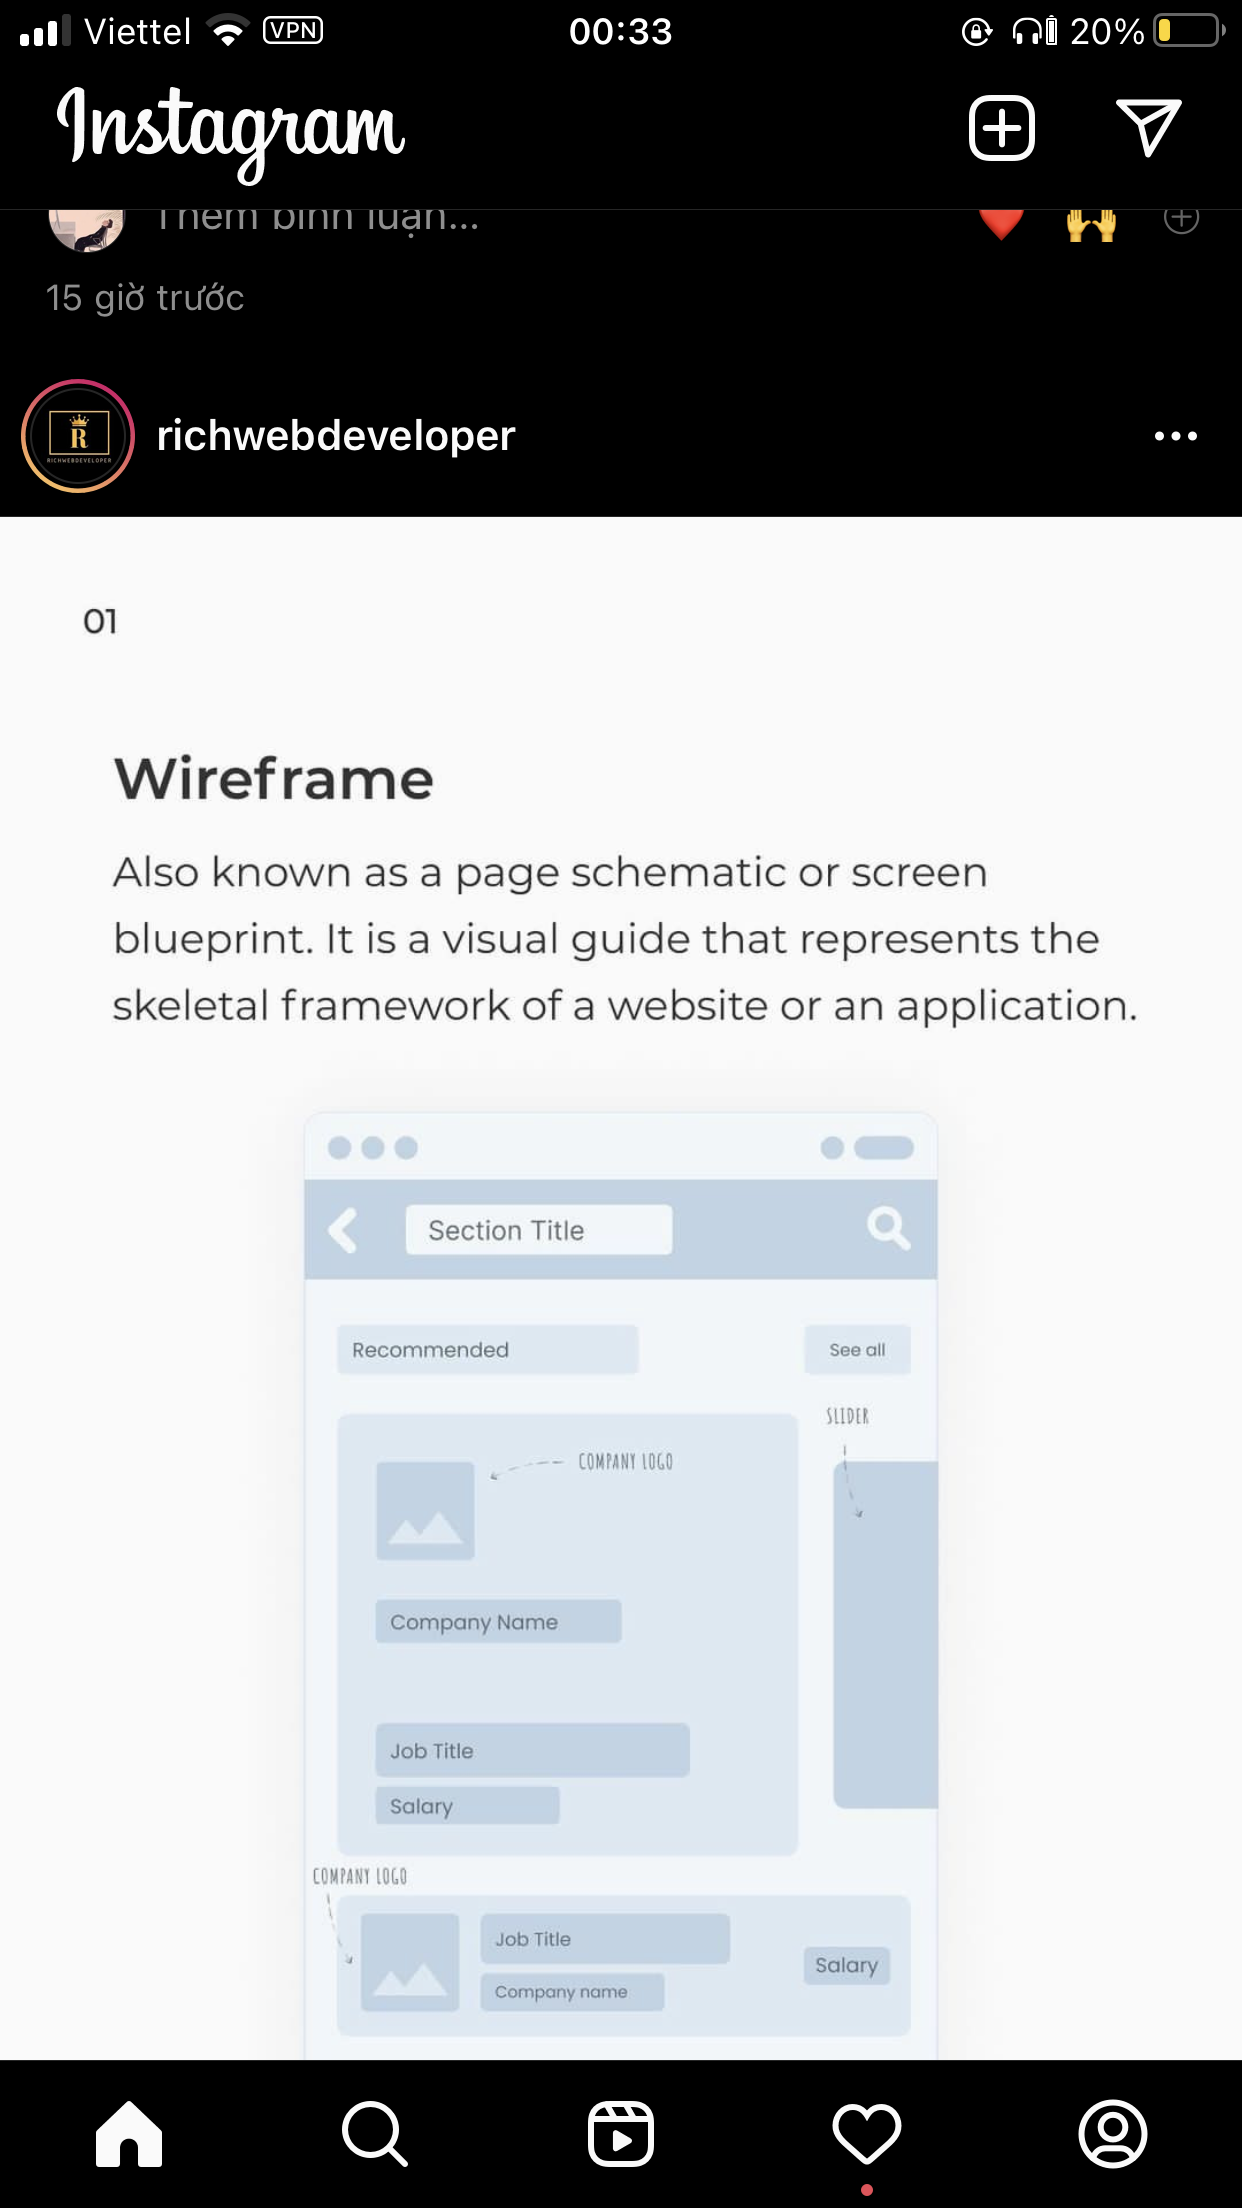 Viettel VPN 00:33 20%
Instagram
Thêm bình luận...
15 giờ trước
R
RICHWEBDEVELOPER
richwebdeveloper
01
Wireframe
Also known as a page schematic or screen
blueprint. It is a visual guide that represents the
skeletal framework of a website or an application.
Section Title
Recommended
See all
SLIDER
COMPANY LOGO
Company Name
Job Title
Salary
COMPANY LOGO
Job Title
Company name
Salary